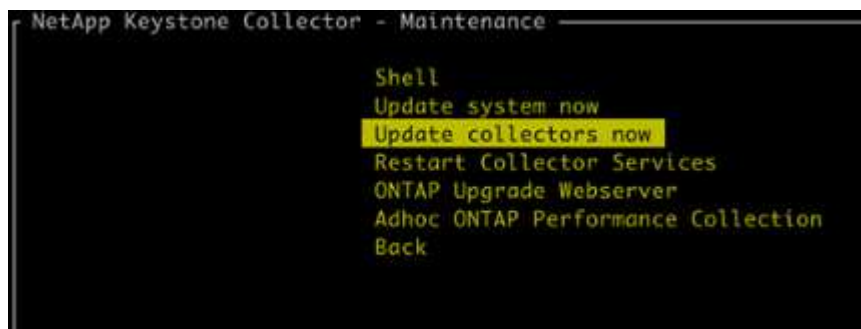 NetApp Keystone Collector - Maintenance
Shell
Update system now
Update collectors now
Restart Collector Services
ONTAP Upgrade Webserver
Adhoc ONTAP Performance Collection
Back